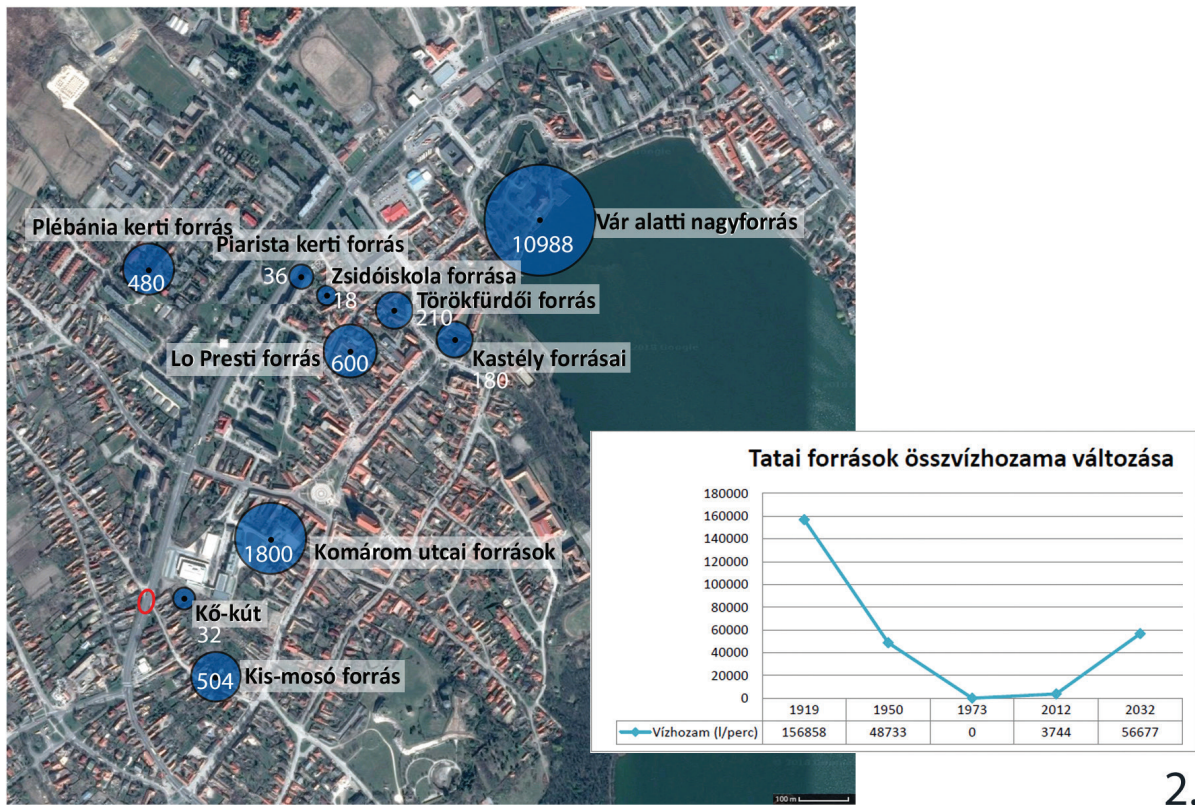 Plébánia kerti forrás
480
Piarista kerti forrás
36
Zsidóiskola forrása
18
Törökfürdői forrás
210
Vár alatti nagyforrás
10988
Lo Presti forrás
600
Kastély forrásai
180
Komárom utcai források
1800
0
Kő-kút
32
Kis-mosó forrás
504
Tatai források összvízhozama változása
180000
160000
140000
120000
100000
80000
60000
40000
20000
0
1919 1950 1973 2012 2032
Vízhozam (l/perc) 156858 48733 0 3744 56677
100 m
2.